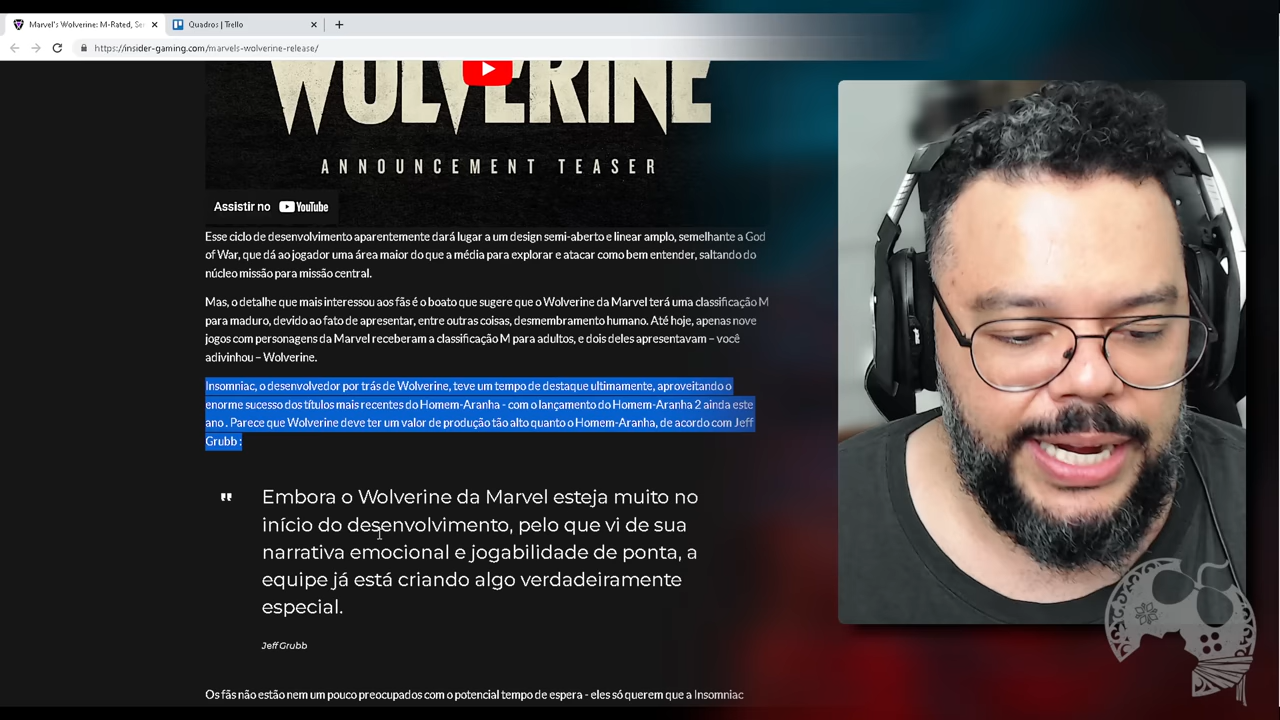 Marvel's Wolverine: M-Rated, Se
Quadros | Trello
https://insider-gaming.com/marvels-wolverine-release/
WOLVERINE
ANNOUNCEMENT TEASER
Assistir no YouTube
Esse ciclo de desenvolvimento aparentemente dará lugar a um design semi-aberto e linear amplo, semelhante a God
of War, que dá ao jogador uma área maior do que a média para explorar e atacar como bem entender, saltando do
núcleo missão para missão central.
Mas, o detalhe que mais interessou aos fãs é o boato que sugere que o Wolverine da Marvel terá uma classificação M
para maduro, devido ao fato de apresentar, entre outras coisas, desmembramento humano. Até hoje, apenas nove
jogos com personagens da Marvel receberam a classificação M para adultos, e dois deles apresentavam – você
adivinhou – Wolverine.
Insomniac, o desenvolvedor por trás de Wolverine, teve um tempo de destaque ultimamente, aproveitando o
enorme sucesso dos títulos mais recentes do Homem-Aranha - com o lançamento do Homem-Aranha 2 ainda este
ano . Parece que Wolverine deve ter um valor de produção tão alto quanto o Homem-Aranha, de acordo com Jeff
Grubb :
" Embora o Wolverine da Marvel esteja muito no
início do desenvolvimento, pelo que vi de sua
narrativa emocional e jogabilidade de ponta, a
equipe já está criando algo verdadeiramente
especial.
Jeff Grubb
Os fãs não estão nem um pouco preocupados com o potencial tempo de espera - eles só querem que a Insomniac